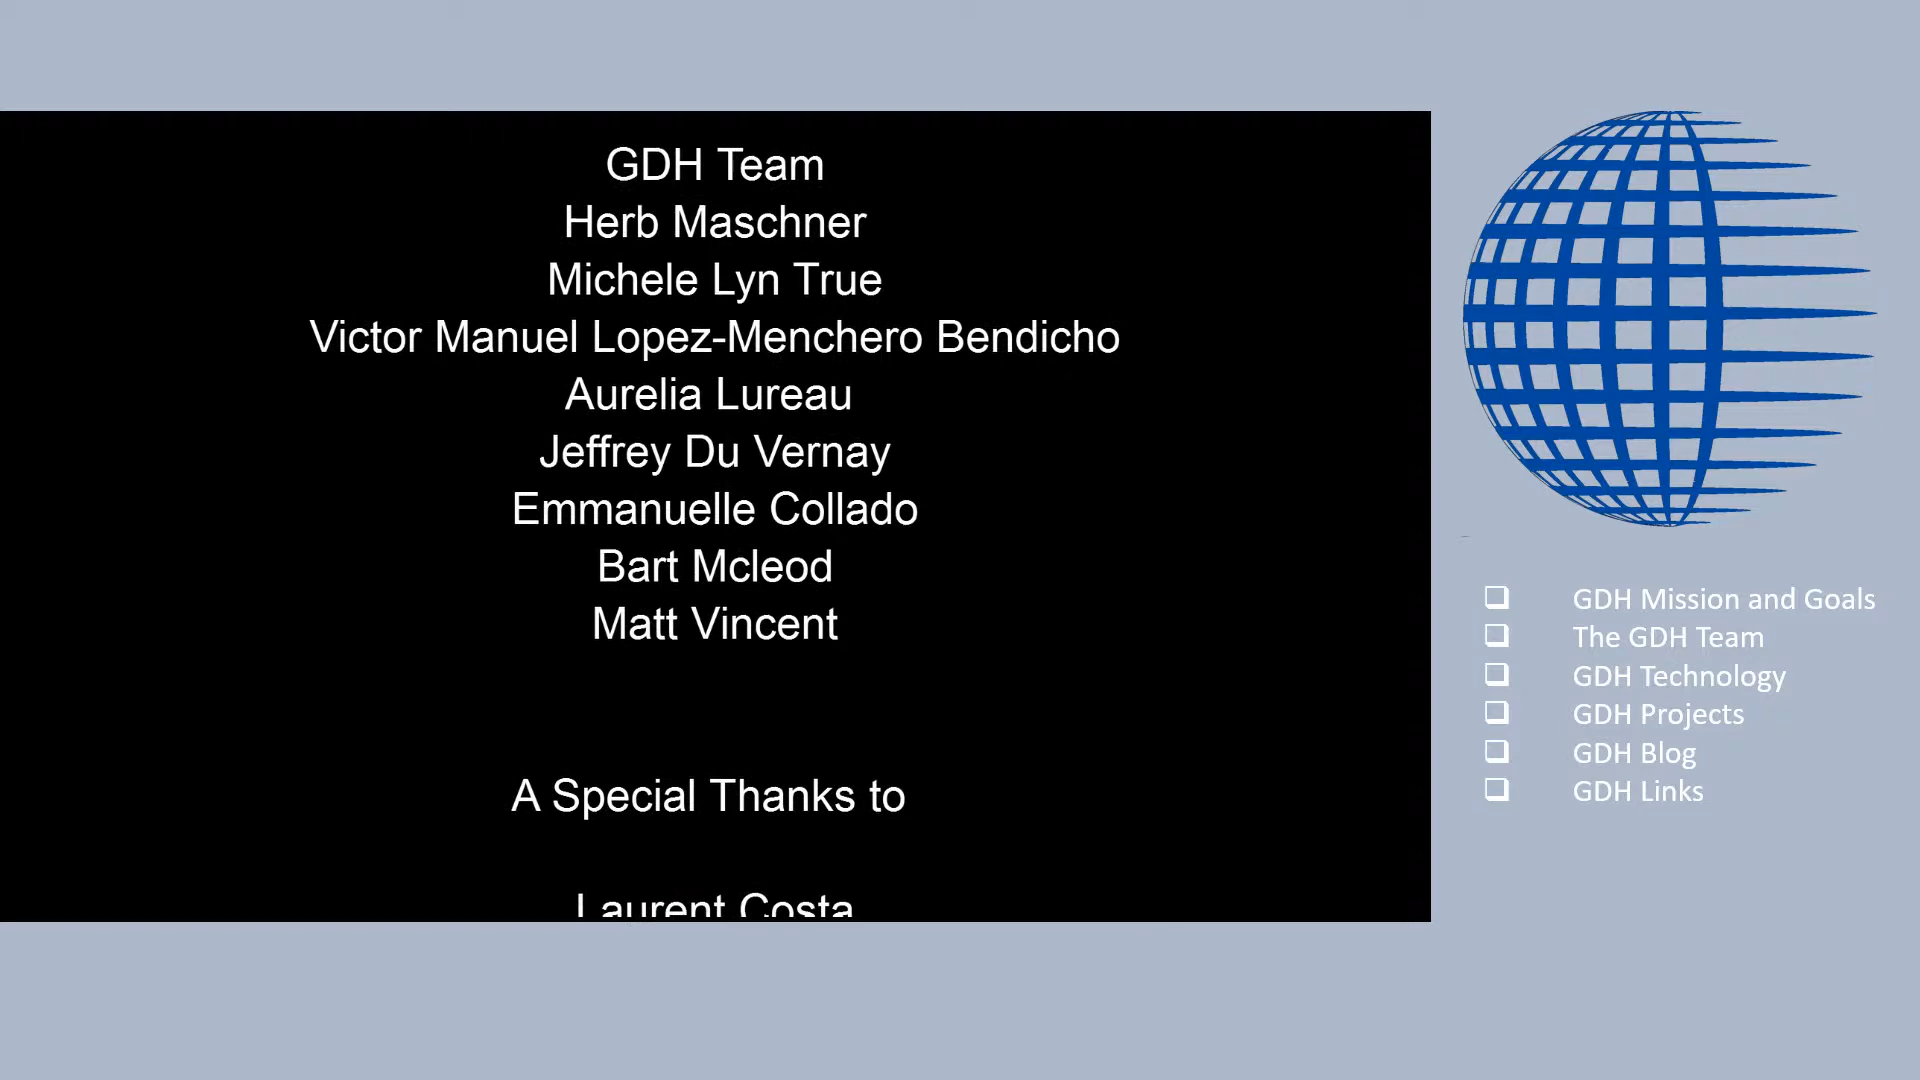 GDH Team
Herb Maschner
Michele Lyn True
Victor Manuel Lopez-Menchero Bendicho
Aurelia Lureau
Jeffrey Du Vernay
Emmanuelle Collado
Bart Mcleod
Matt Vincent
A Special Thanks to
Laurent Costa
GDH Mission and Goals
The GDH Team
GDH Technology
GDH Projects
GDH Blog
GDH Links